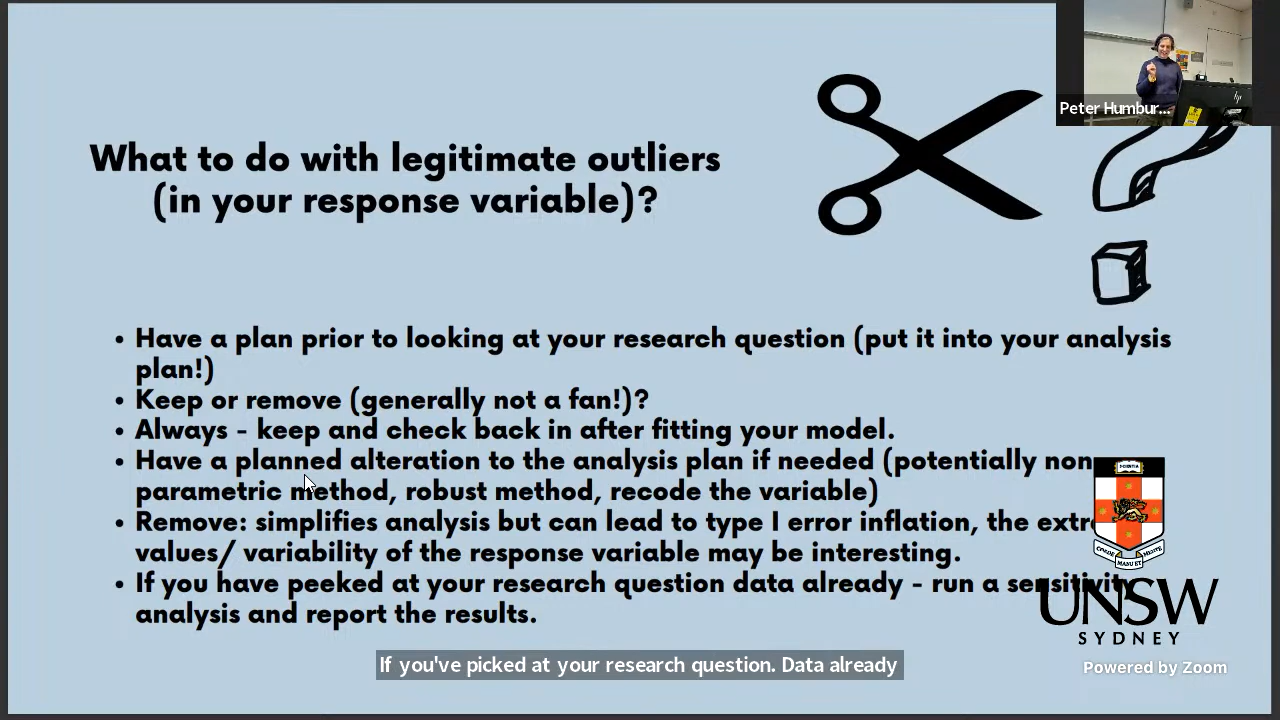 Peter Humbur...
What to do with legitimate outliers
(in your response variable)?
• Have a plan prior to looking at your research question (put it into your analysis
plan!)
• Keep or remove (generally not a fan!)?
• Always - keep and check back in after fitting your model.
• Have a planned alteration to the analysis plan if needed (potentially non
parametric method, robust method, recode the variable)
• Remove: simplifies analysis but can lead to type I error inflation, the
values/ variability of the response variable may be interesting.
• If you have peeked at your research question data already - run a sensitivity
analysis and report the results.
UNSW
SYDNEY
If you've picked at your research question. Data already
Powered by Zoom